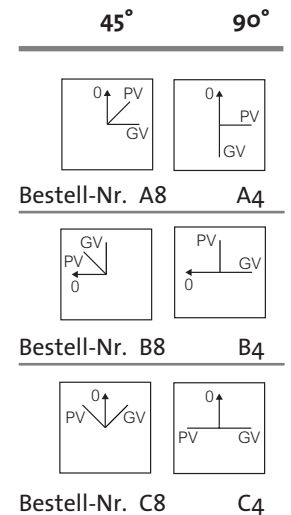 45° 90°
0 PV GV 0 PV GV
Bestell-Nr. A8 A4
GV PV 0 PV GV 0
Bestell-Nr. B8 B4
0 PV GV 0 PV GV
Bestell-Nr. C8 C4